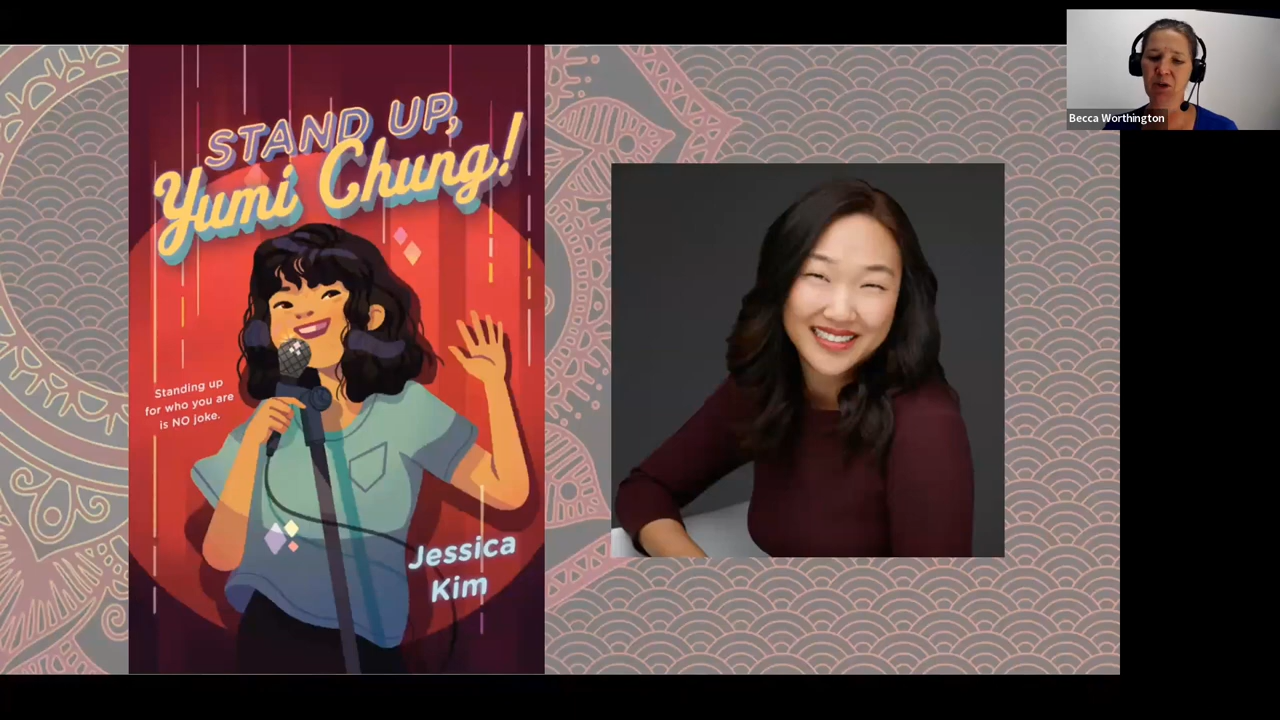 STAND UP,
Yumi Chung!
Standing up
for who you are
is NO joke.
Jessica
Kim
Becca Worthington